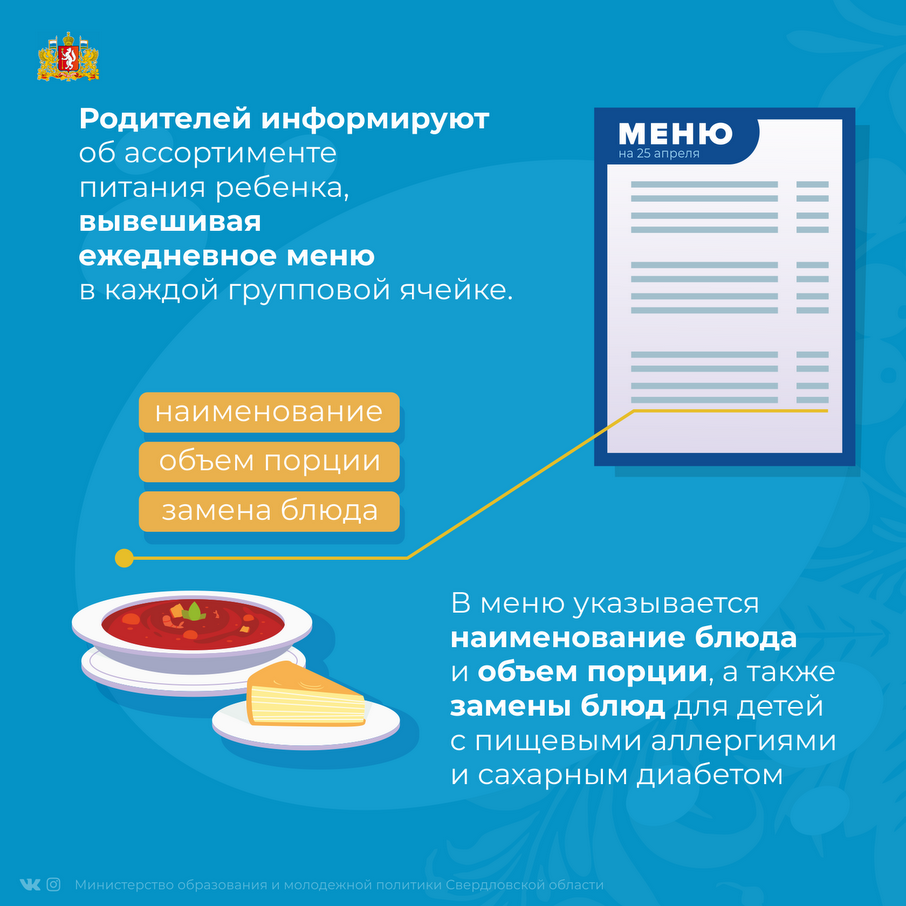 Родителей информируют
об ассортименте
питания ребенка,
вывешивая
ежедневное меню
в каждой групповой ячейке.
МЕНЮ
на 25 апреля
наименование
объем порции
замена блюда
В меню указывается
наименование блюда
и объем порции, а также
замены блюд для детей
с пищевыми аллергиями
и сахарным диабетом
Министерство образования и молодежной политики Свердловской области